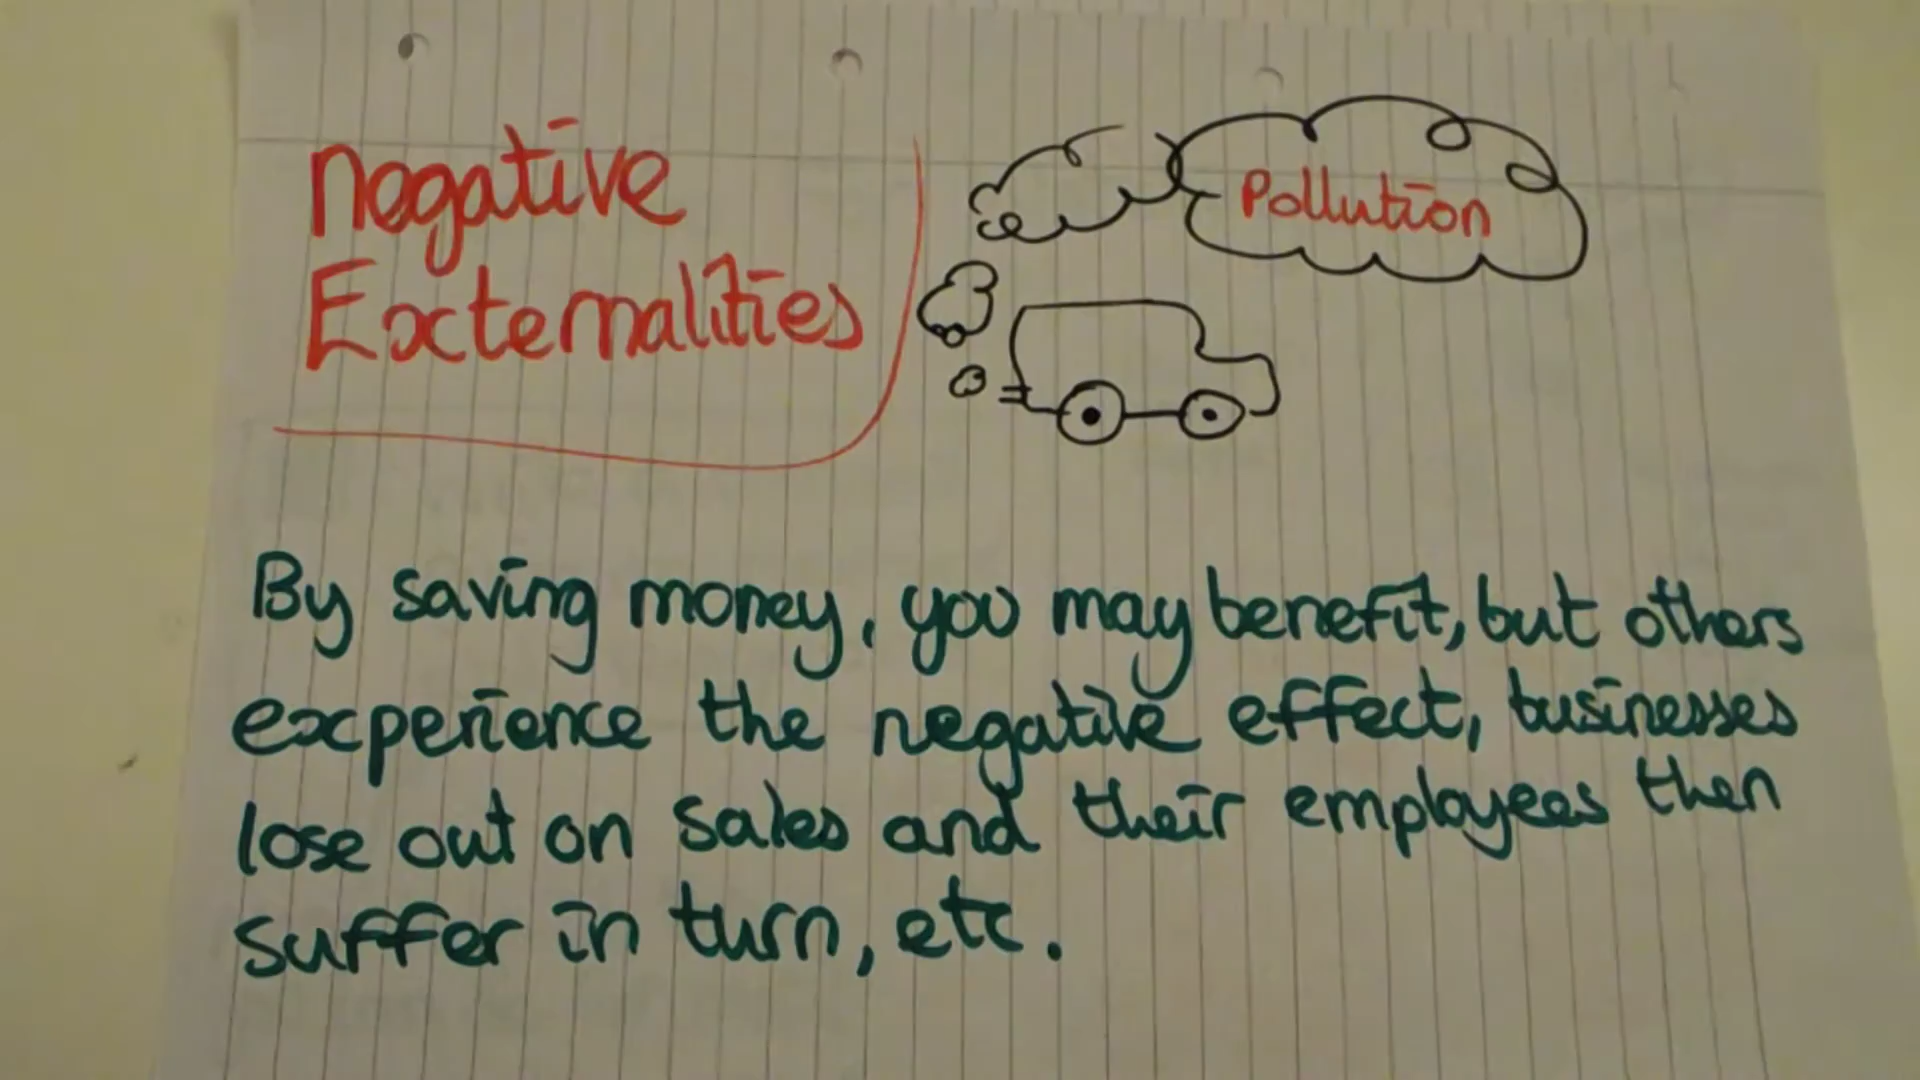 negative
Externalities
Pollution
By saving money, you may benefit, but others
experience the negative effect, businesses
lose out on sales and their employees then
suffer in turn, etc.